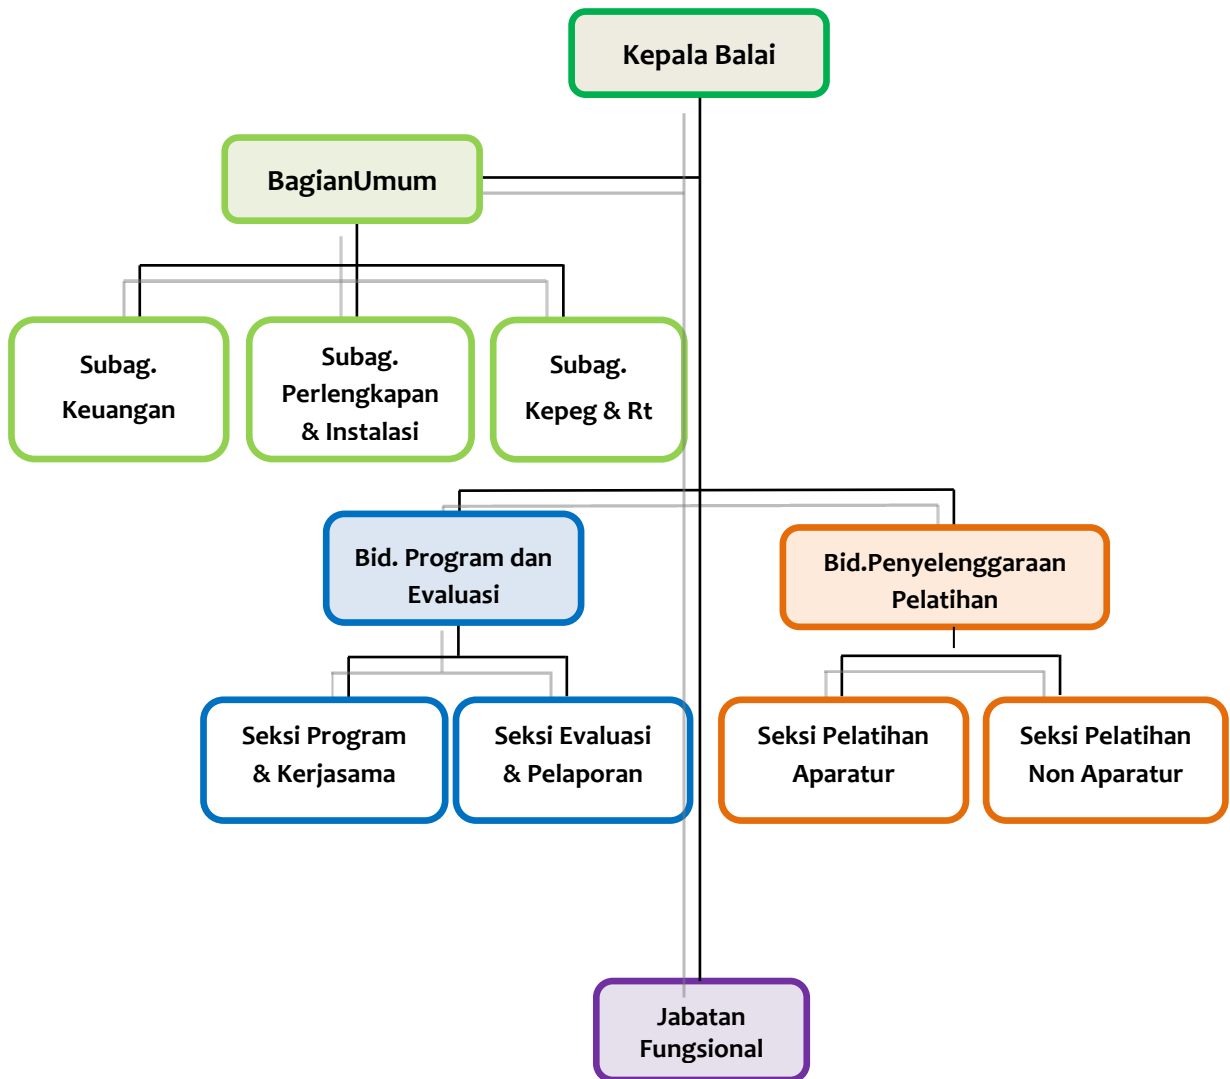 Kepala Balai
BagianUmum
Subag.
Keuangan
Subag.
Perlengkapan
& Instalasi
Subag.
Kepeg & Rt
Bid. Program dan
Evaluasi
Bid.Penyelenggaraan
Pelatihan
Seksi Program
& Kerjasama
Seksi Evaluasi
& Pelaporan
Seksi Pelatihan
Aparatur
Seksi Pelatihan
Non Aparatur
Jabatan
Fungsional